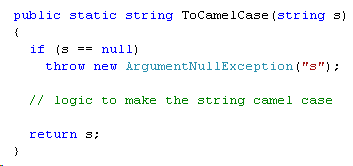 public static string ToCamelCase(string s)
{
if (s == null)
throw new ArgumentNullException("s");
// logic to make the string camel case
return s;
}